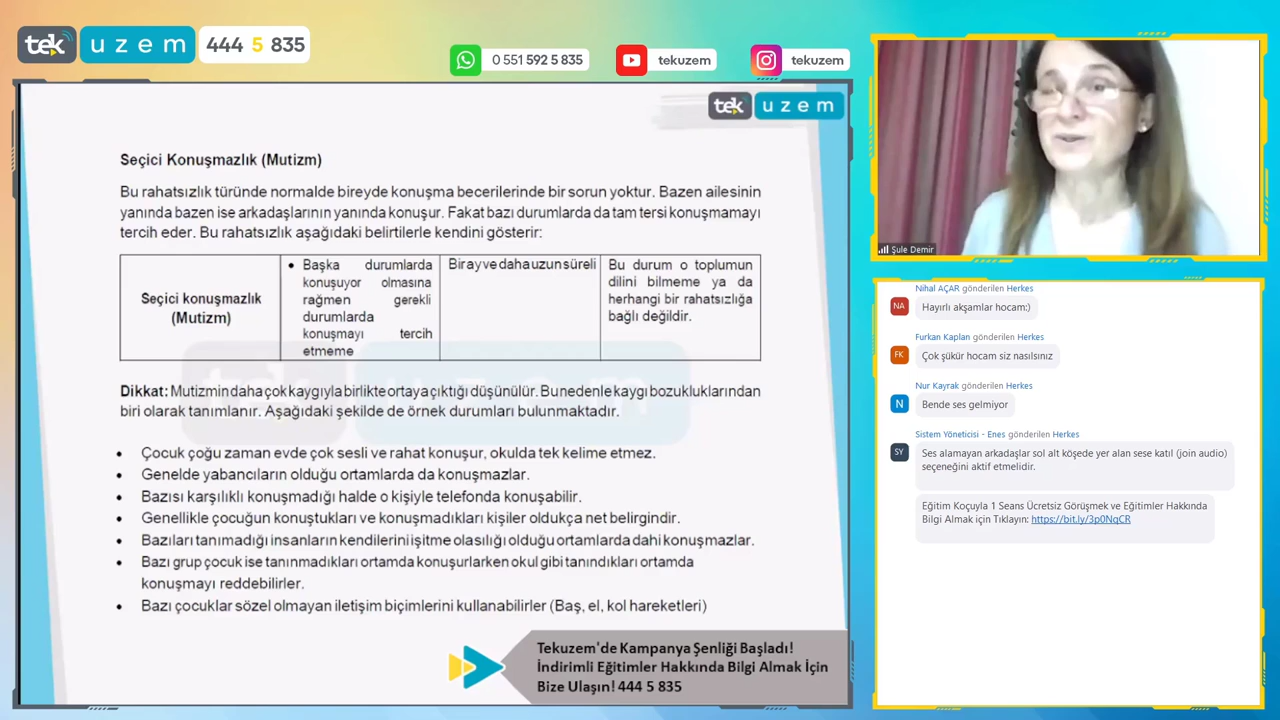 tek uzem 444 5 835
0 551 592 5 835
tekuzem
tekuzem
tek uzem
Seçici Konuşmazlık (Mutizm)
Bu rahatsızlık türünde normalde bireyde konuşma becerilerinde bir sorun yoktur. Bazen ailesinin
yanında bazen ise arkadaşlarının yanında konuşur. Fakat bazı durumlarda da tam tersi konuşmamayı
tercih eder. Bu rahatsızlık aşağıdaki belirtilerle kendini gösterir:
Seçici konuşmazlık
(Mutizm)
• Başka durumlarda
konuşuyor olmasına
rağmen gerekli
durumlarda
konuşmayı tercih
etmeme
Bir ay ve daha uzun süreli
Bu durum o toplumun
dilini bilmeme ya da
herhangi bir rahatsızlığa
bağlı değildir.
Dikkat: Mutizmin daha çok kaygıyla birlikte ortaya çıktığı düşünülür. Bu nedenle kaygı bozukluklarından
biri olarak tanımlanır. Aşağıdaki şekilde de örnek durumları bulunmaktadır.
• Çocuk çoğu zaman evde çok sesli ve rahat konuşur, okulda tek kelime etmez.
• Genelde yabancıların olduğu ortamlarda da konuşmazlar.
• Bazısı karşılıklı konuşmadığı halde o kişiyle telefonda konuşabilir.
• Genellikle çocuğun konuştukları ve konuşmadıkları kişiler oldukça net belirgindir.
• Bazıları tanımadığı insanların kendilerini işitme olasılığı olduğu ortamlarda dahi konuşmazlar.
• Bazı grup çocuk ise tanınmadıkları ortamda konuşurlarken okul gibi tanındıkları ortamda
konuşmayı reddebilirler.
• Bazı çocuklar sözel olmayan iletişim biçimlerini kullanabilirler (Baş, el, kol hareketleri)
Tekuzem'de Kampanya Şenliği Başladı!
İndirimli Eğitimler Hakkında Bilgi Almak İçin
Bize Ulaşın! 444 5 835
Şule Demir
Nihal AÇAR gönderilen Herkes
NA
Hayırlı akşamlar hocam:)
Furkan Kaplan gönderilen Herkes
FK
Çok şükür hocam siz nasılsınız
Nur Kayrak gönderilen Herkes
N
Bende ses gelmiyor
Sistem Yöneticisi - Enes gönderilen Herkes
SY
Ses alamayan arkadaşlar sol alt köşede yer alan sese katıl (join audio)
seçeneğini aktif etmelidir.
Eğitim Koçuyla 1 Seans Ücretsiz Görüşmek ve Eğitimler Hakkında
Bilgi Almak için Tıklayın: https://bit.ly/3p0NqCR